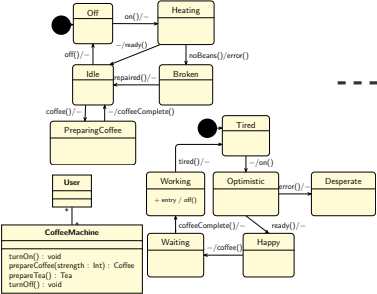 Off
on()/−
Heating
−/ready()
off()/−
noBeans()/error()
Idle
repaired()/−
Broken
coffee()/−
−/coffeeComplete()
PreparingCoffee
Tired
tired()/−
−/on()
User
Working
+ entry / off()
Optimistic
error()/−
Desperate
*
*
coffeeComplete()/−
ready()/−
CoffeeMachine
Waiting
−/coffee()
Happy
turnOn() : void
prepareCoffee(strength : Int) : Coffee
prepareTea() : Tea
turnOff() : void